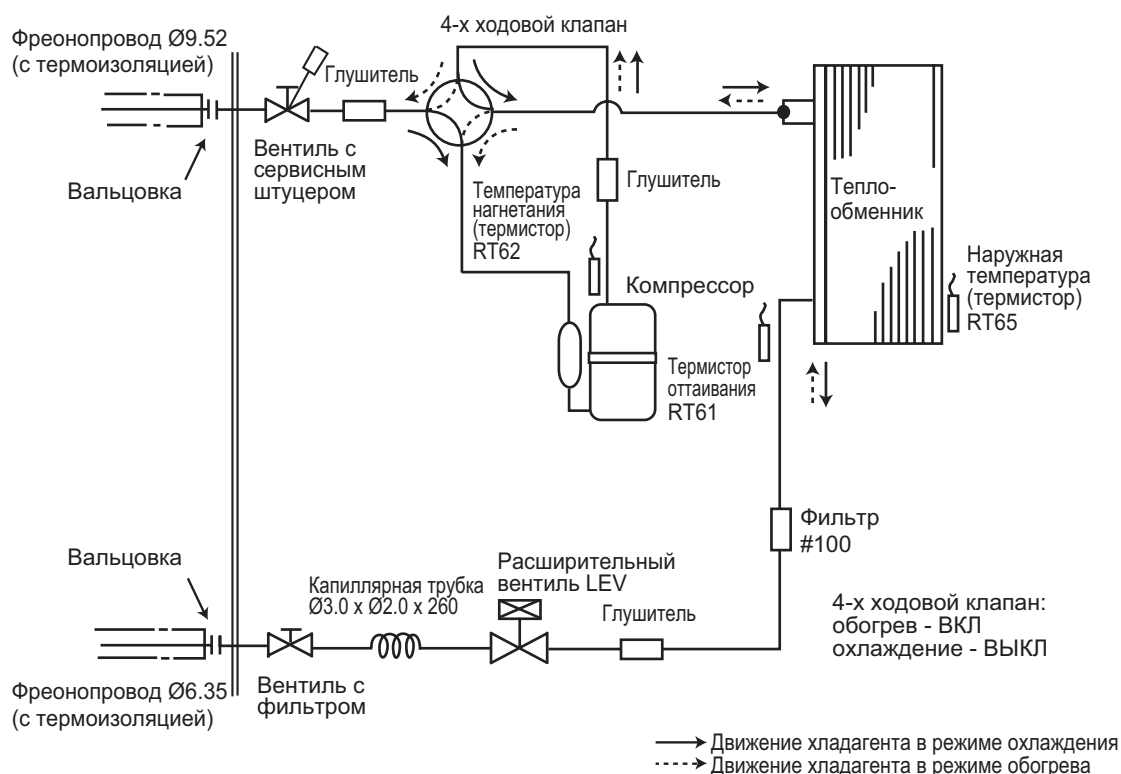 4-х ходовой клапан
Фреонопровод Ø9.52
(с термоизоляцией)
Глушитель
Вальцовка
Вентиль с
сервисным
штуцером
Температура
нагнетания
(термистор)
RT62
Глушитель
Тепло-
обменник
Компрессор
Наружная
температура
(термистор)
RT65
Термистор
оттаивания
RT61
Фильтр
#100
Вальцовка
Капиллярная трубка
Ø3.0 x Ø2.0 x 260
Расширительный
вентиль LEV
Глушитель
4-х ходовой клапан:
обогрев - ВКЛ
охлаждение - ВЫКЛ
Фреонопровод Ø6.35
(с термоизоляцией)
Вентиль с
фильтром
Движение хладагента в режиме охлаждения
Движение хладагента в режиме обогрева